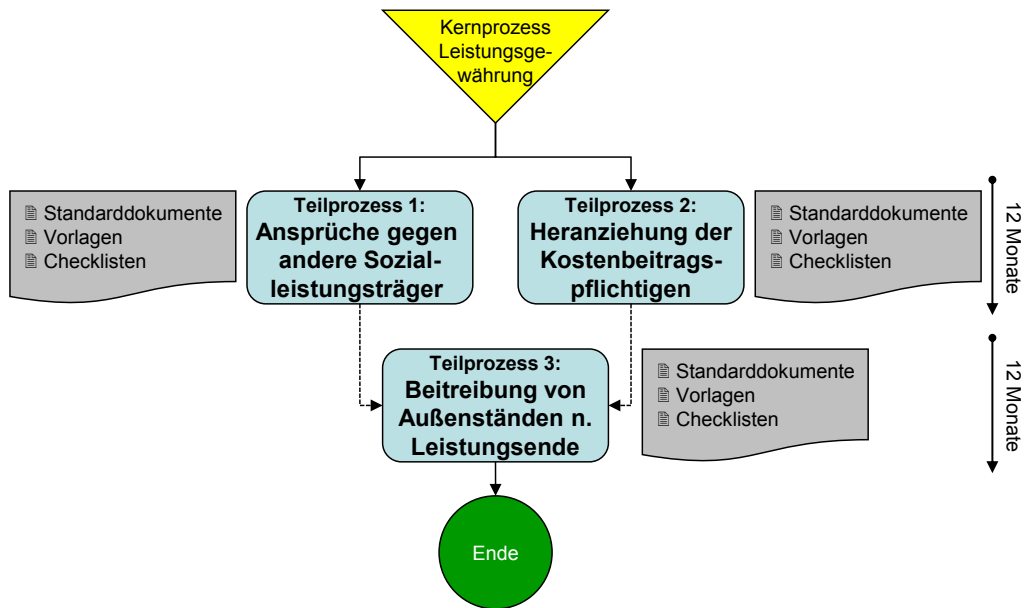 Kernprozess
Leistungsge-
währung
Standarddokumente
Vorlagen
Checklisten
Teilprozess 1:
Ansprüche gegen
andere Sozial-
leistungsträger
Teilprozess 2:
Heranziehung der
Kostenbeitrags-
pflichtigen
Standarddokumente
Vorlagen
Checklisten
12 Monate
Teilprozess 3:
Beitreibung von
Außenständen n.
Leistungsende
Standarddokumente
Vorlagen
Checklisten
12 Monate
Ende